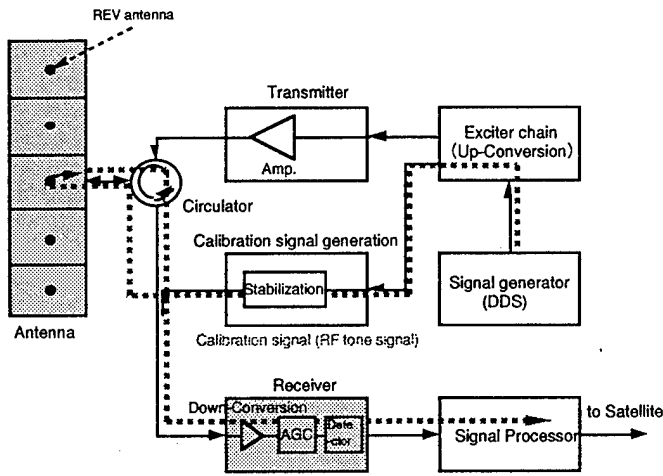 REV antenna
Transmitter
Amp.
Exciter chain
(Up-Conversion)
Circulator
Calibration signal generation
Stabilization
Signal generator
(DDS)
Antenna
Calibration signal (RF tone signal)
Receiver
Down-Conversion
AGC
Dete
-ctor
Signal Processor
to Satellite